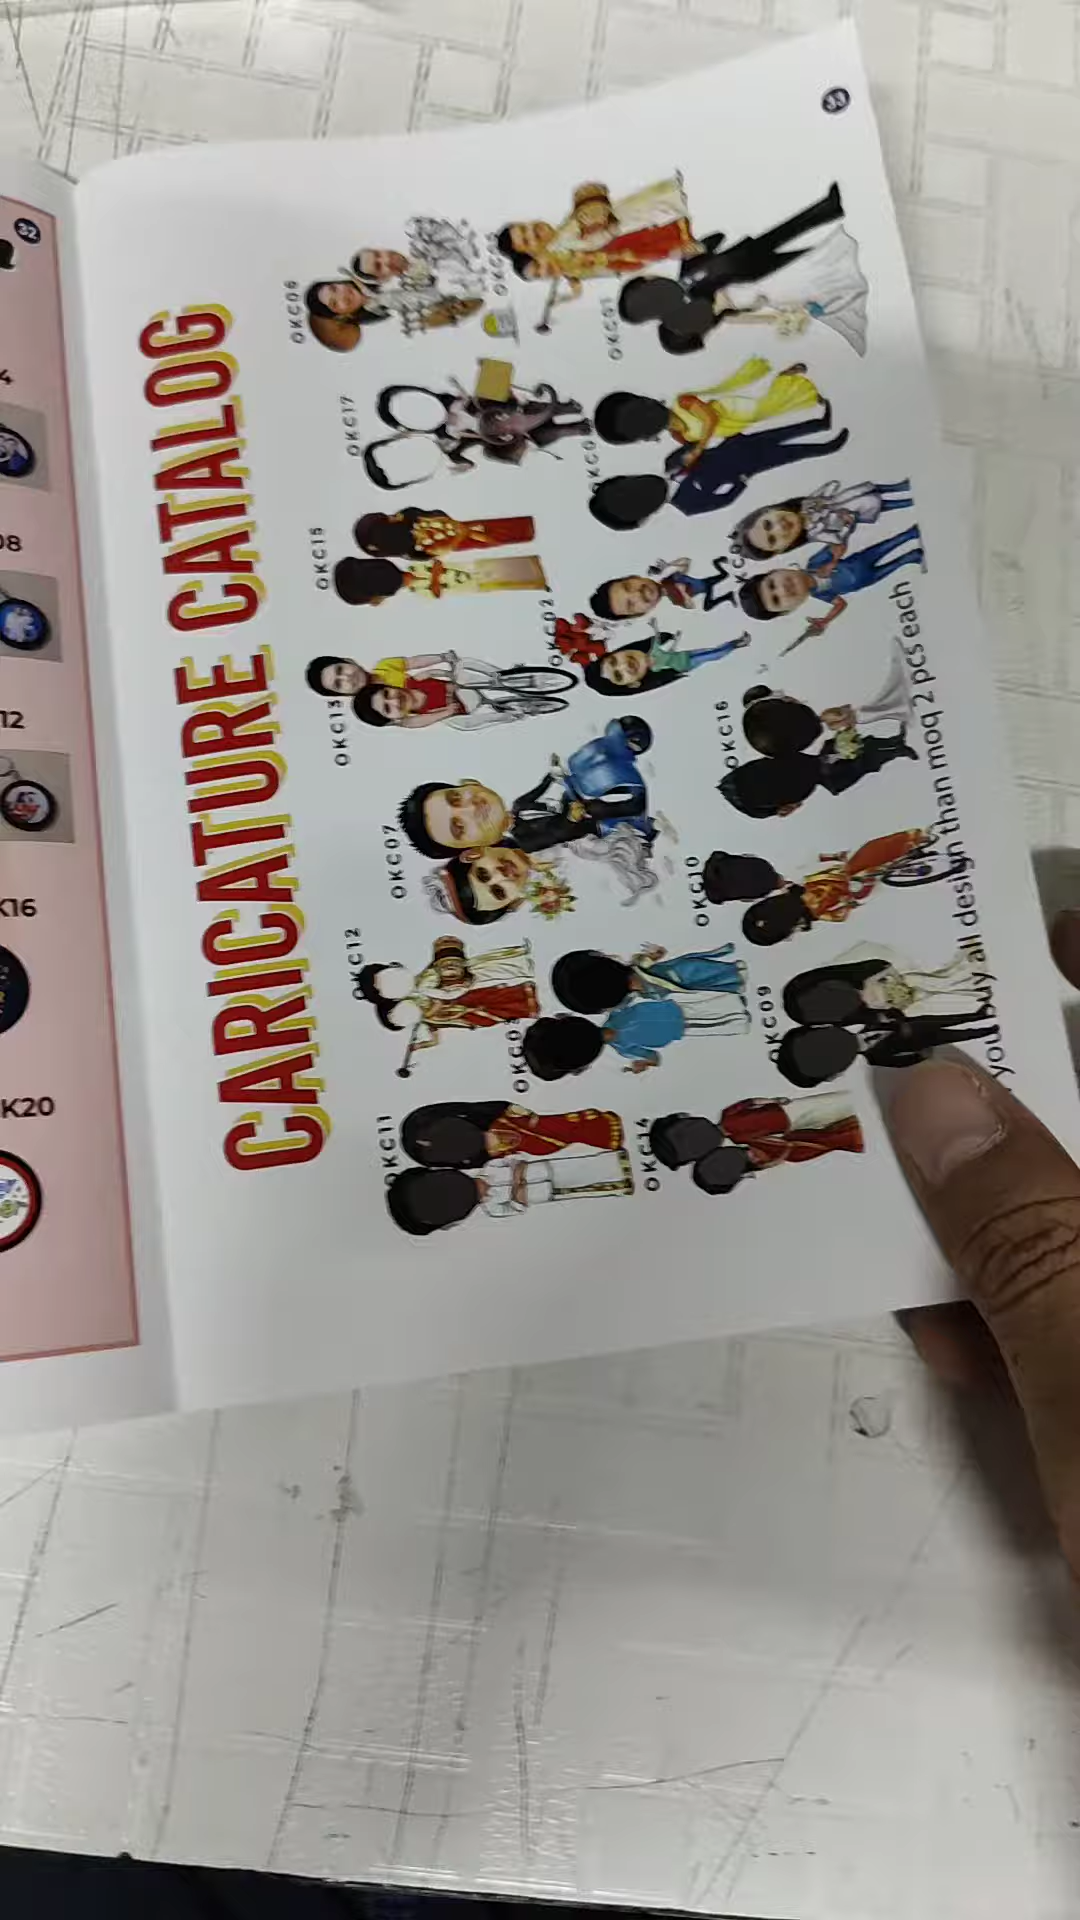 32
4
08
12
K16
K20
33
CARICATURE CATALOG
OKC11
OKC12
OKC07
OKC13
OKC15
OKC17
OKC06
OKC14
OKC02
OKC09
OKC10
OKC16
you buy all design than moq 2 pcs each